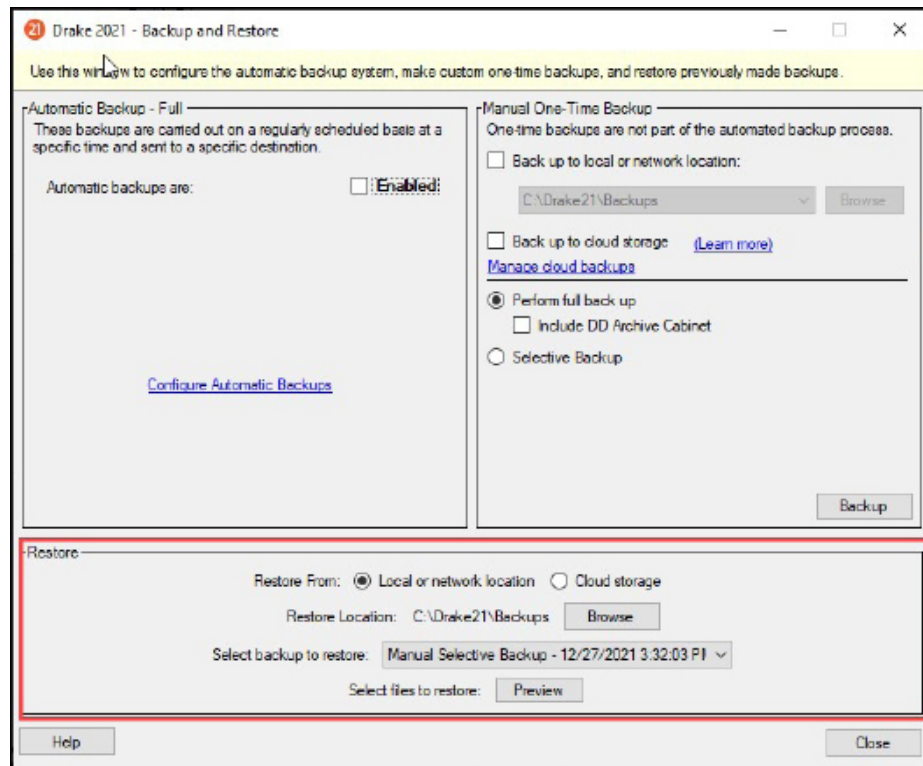 21 Drake 2021 - Backup and Restore
Use this window to configure the automatic backup system, make custom one-time backups, and restore previously made backups.
Automatic Backup - Full
These backups are carried out on a regularly scheduled basis at a
specific time and sent to a specific destination.
Automatic backups are:
Enabled
Configure Automatic Backups
Manual One-Time Backup
One-time backups are not part of the automated backup process.
Back up to local or network location:
C:\Drake21\Backups
Browse
Back up to cloud storage (Learn more)
Manage cloud backups
Perform full back up
Include DD Archive Cabinet
Selective Backup
Backup
Restore
Restore From: Local or network location Cloud storage
Restore Location: C:\Drake21\Backups Browse
Select backup to restore: Manual Selective Backup - 12/27/2021 3:32:03 PM
Select files to restore: Preview
Help
Close